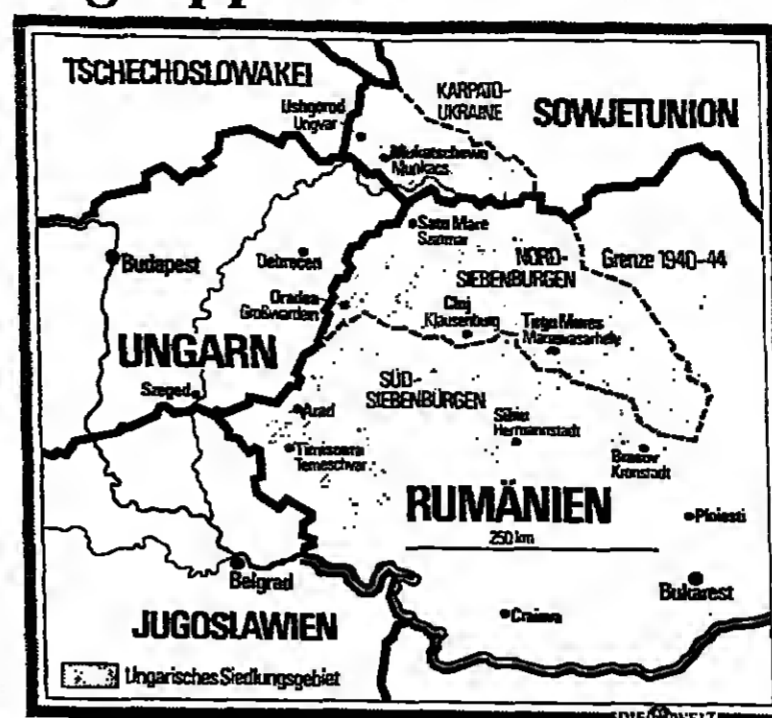 TSCHECHOSLOWAKEI
KARPATO-
UKRAINE
SOWJETUNION
Ushgorod
Ungvar
Mukatschewo
Munkacs
Satu Mare
Szatmar
NORD-
SIEBENBÜRGEN
Grenze 1940-44
Budapest
Debrecen
Oradea
Großwardein
Cluj
Klausenburg
UNGARN
SÜD-
SIEBENBÜRGEN
Szeged
Arad
Sibiu
Hermannstadt
Timisoara
Temeschvar
Brasov
Kronstadt
RUMÄNIEN
250 km
Ploiesti
Belgrad
Bukarest
Craiova
JUGOSLAWIEN
Ungarisches Siedlungsgebiet